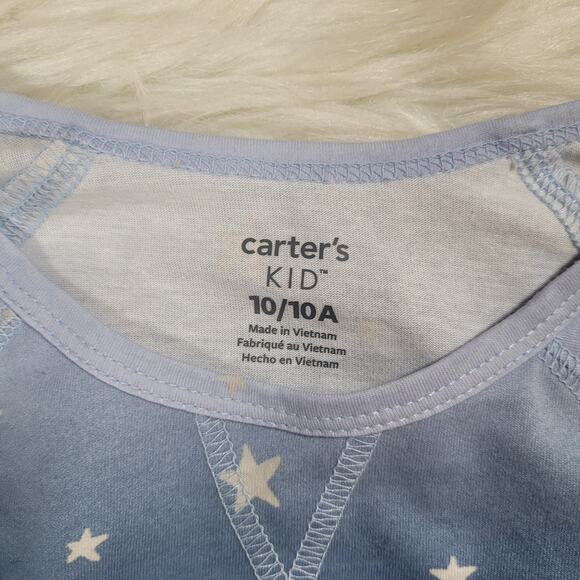 carter's
KID™
10/10A
Made in Vietnam
Fabriqué au Vietnam
Hecho en Vietnam